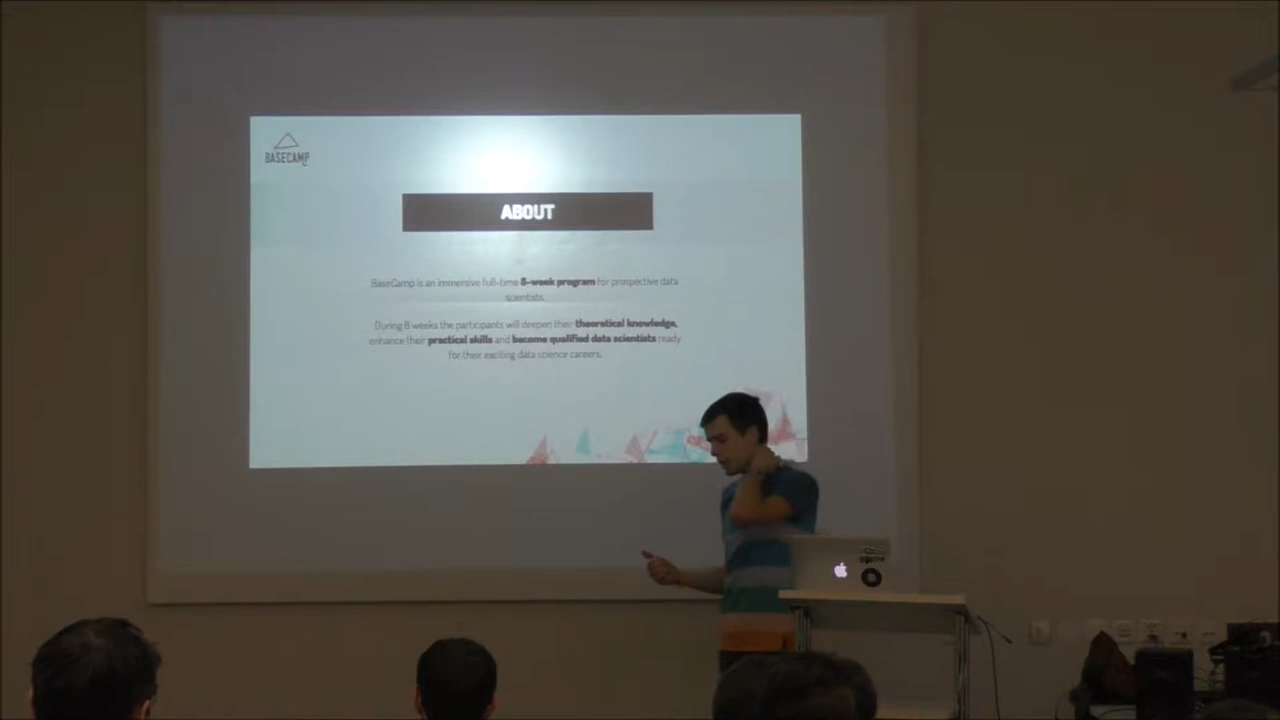 BASECAMP
ABOUT
BaseCamp is an immersive full-time 8-week program for prospective data
scientists.
During 8 weeks the participants will deepen their theoretical knowledge,
enhance their practical skills and become qualified data scientists ready
for their exciting data science careers.